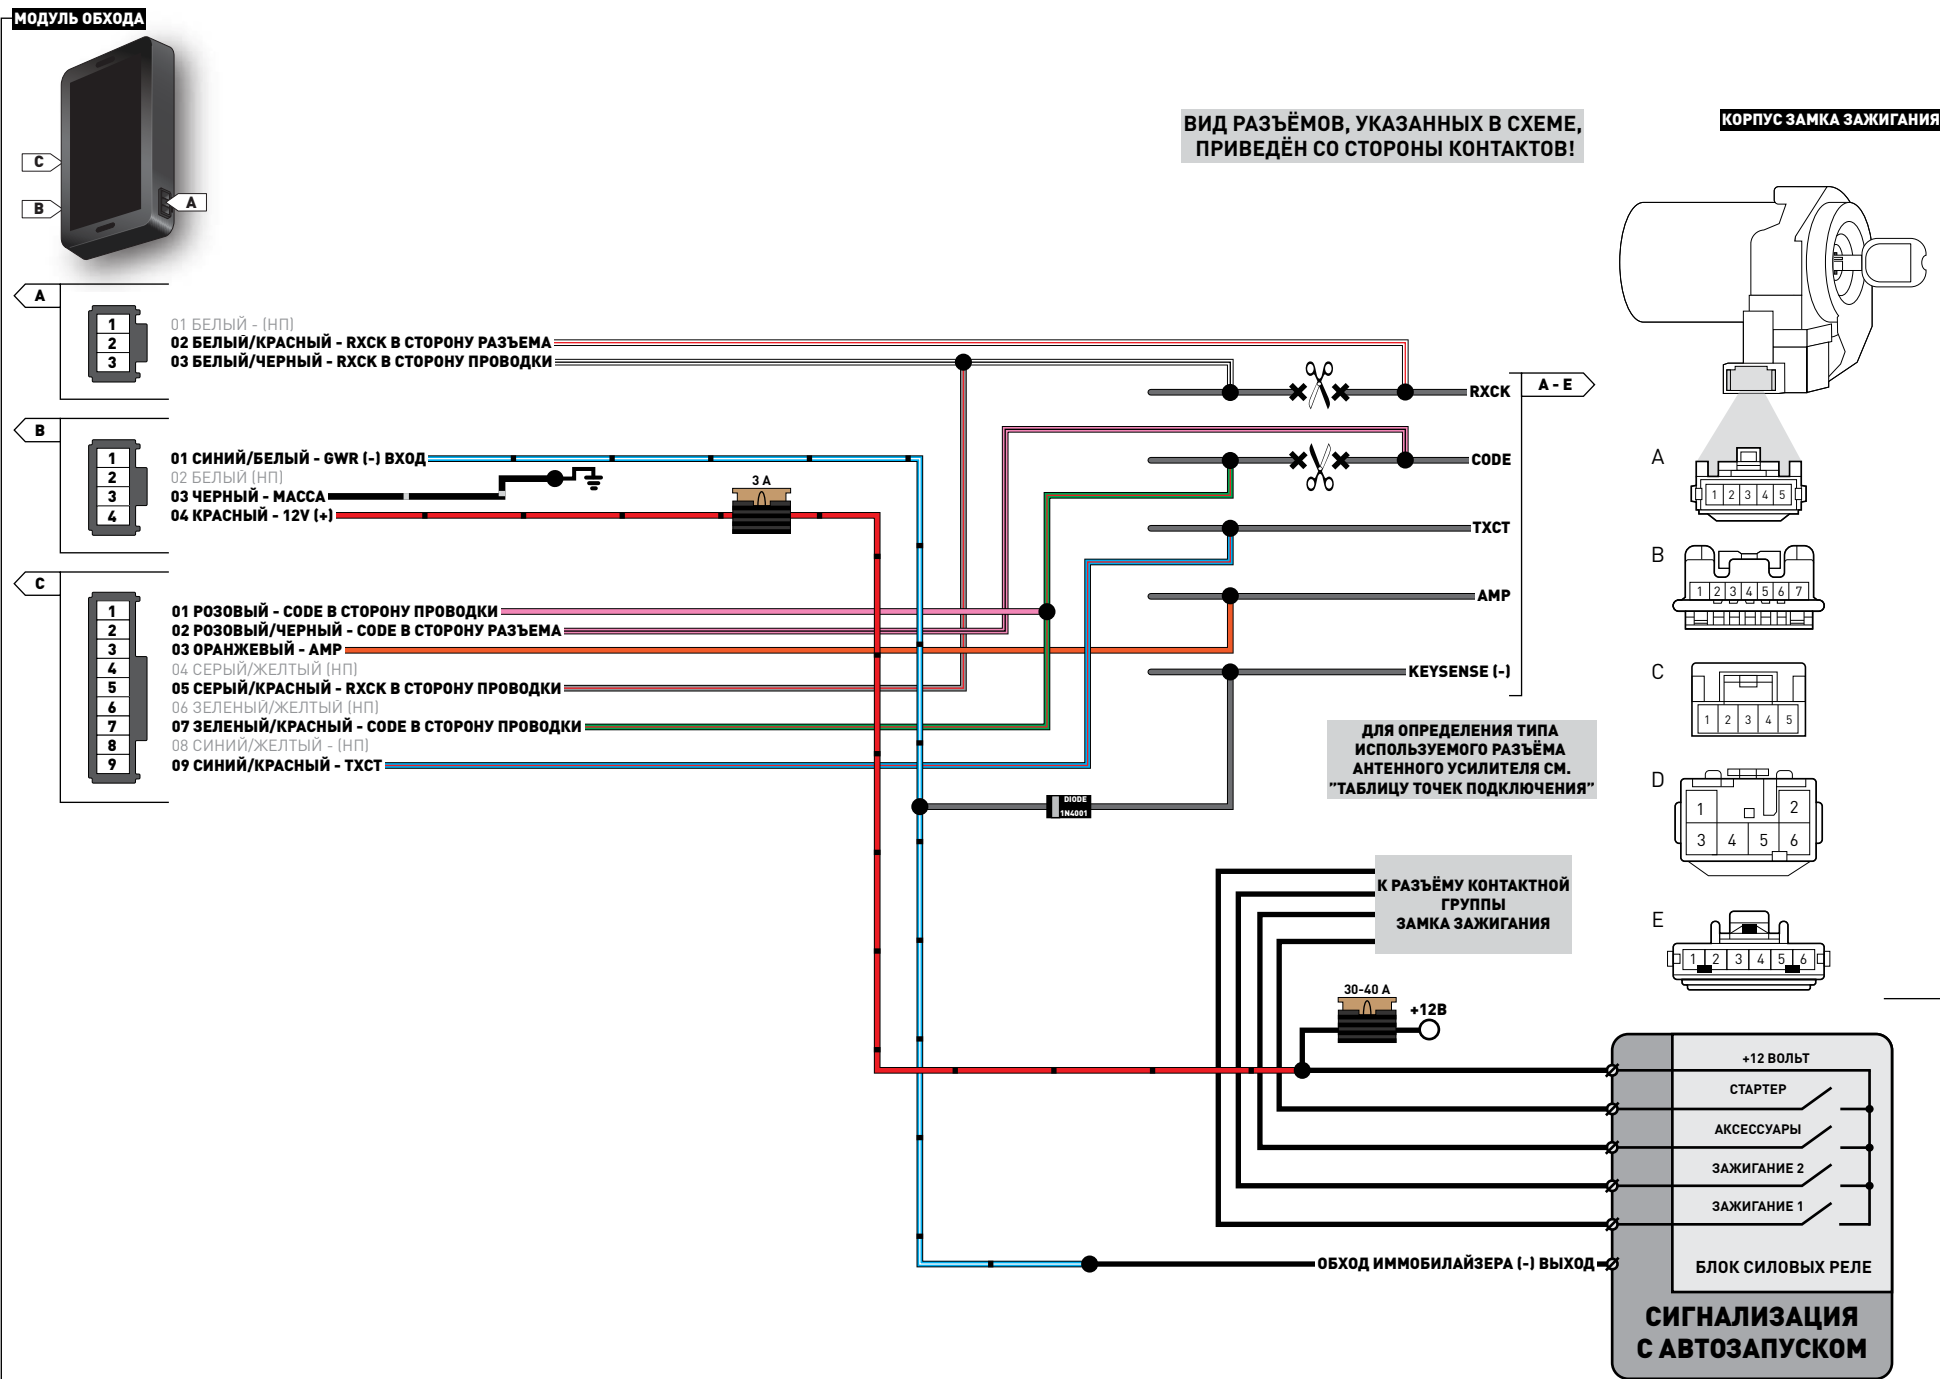 МОДУЛЬ ОБХОДА
C
B
A
ВИД РАЗЪЁМОВ, УКАЗАННЫХ В СХЕМЕ,
ПРИВЕДЁН СО СТОРОНЫ КОНТАКТОВ!
КОРПУС ЗАМКА ЗАЖИГАНИЯ
A
1
2
3
01 БЕЛЫЙ - (НП)
02 БЕЛЫЙ/КРАСНЫЙ - RXCK В СТОРОНУ РАЗЪЕМА
03 БЕЛЫЙ/ЧЕРНЫЙ - RXCK В СТОРОНУ ПРОВОДКИ
B
1
2
3
4
01 СИНИЙ/БЕЛЫЙ - GWR (-) ВХОД
02 БЕЛЫЙ (НП)
03 ЧЕРНЫЙ - МАССА
04 КРАСНЫЙ - 12V (+)
3 А
C
1
2
3
4
5
6
7
8
9
01 РОЗОВЫЙ - CODE В СТОРОНУ ПРОВОДКИ
02 РОЗОВЫЙ/ЧЕРНЫЙ - CODE В СТОРОНУ РАЗЪЕМА
03 ОРАНЖЕВЫЙ - AMP
04 СЕРЫЙ/ЖЕЛТЫЙ (НП)
05 СЕРЫЙ/КРАСНЫЙ - RXCK В СТОРОНУ ПРОВОДКИ
06 ЗЕЛЕНЫЙ/ЖЕЛТЫЙ (НП)
07 ЗЕЛЕНЫЙ/КРАСНЫЙ - CODE В СТОРОНУ ПРОВОДКИ
08 СИНИЙ/ЖЕЛТЫЙ - (НП)
09 СИНИЙ/КРАСНЫЙ - TXCT
RXCK
CODE
TXCT
AMP
KEYSENSE (-)
A - E
DIODE
1N4001
ДЛЯ ОПРЕДЕЛЕНИЯ ТИПА
ИСПОЛЬЗУЕМОГО РАЗЪЁМА
АНТЕННОГО УСИЛИТЕЛЯ СМ.
"ТАБЛИЦУ ТОЧЕК ПОДКЛЮЧЕНИЯ"
A
1 2 3 4 5
B
1 2 3 4 5 6 7
C
1 2 3 4 5
D
1 2
3 4 5 6
E
1 2 3 4 5 6
К РАЗЪЁМУ КОНТАКТНОЙ
ГРУППЫ
ЗАМКА ЗАЖИГАНИЯ
30-40 А
+12В
+12 ВОЛЬТ
СТАРТЕР
АКСЕССУАРЫ
ЗАЖИГАНИЕ 2
ЗАЖИГАНИЕ 1
ОБХОД ИММОБИЛАЙЗЕРА (-) ВЫХОД
БЛОК СИЛОВЫХ РЕЛЕ
СИГНАЛИЗАЦИЯ
С АВТОЗАПУСКОМ